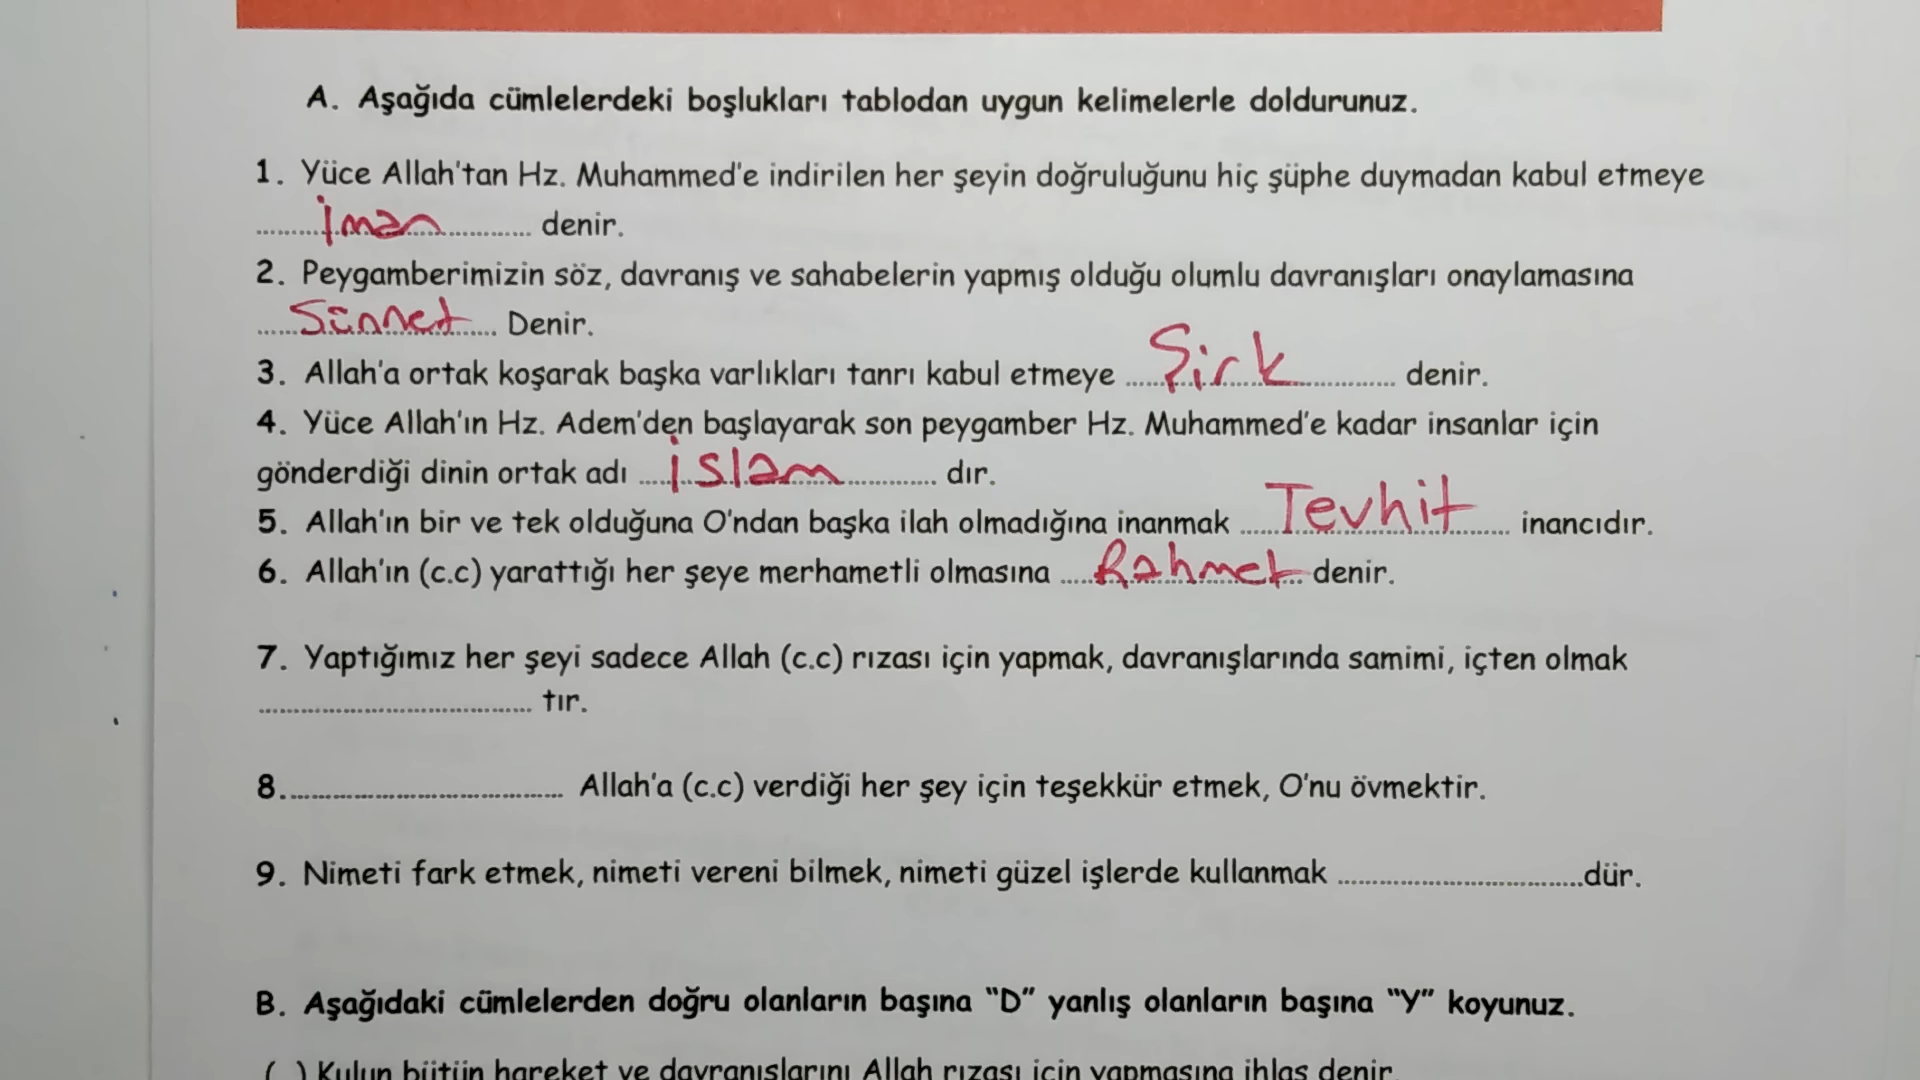 A. Aşağıda cümlelerdeki boşlukları tablodan uygun kelimelerle doldurunuz.
1. Yüce Allah'tan Hz. Muhammed'e indirilen her şeyin doğruluğunu hiç şüphe duymadan kabul etmeye
.........İman............... denir.
2. Peygamberimizin söz, davranış ve sahabelerin yapmış olduğu olumlu davranışları onaylamasına
.......Sünnet...... Denir.
3. Allah'a ortak koşarak başka varlıkları tanrı kabul etmeye ......Şirk............... denir.
4. Yüce Allah'ın Hz. Adem'den başlayarak son peygamber Hz. Muhammed'e kadar insanlar için
gönderdiği dinin ortak adı .....İslam............... dır.
5. Allah'ın bir ve tek olduğuna O'ndan başka ilah olmadığına inanmak ......Tevhit...... inancıdır.
6. Allah'ın (c.c) yarattığı her şeye merhametli olmasına .....Rahmet... denir.
7. Yaptığımız her şeyi sadece Allah (c.c) rızası için yapmak, davranışlarında samimi, içten olmak
....................................... tır.
8........................................ Allah'a (c.c) verdiği her şey için teşekkür etmek, O'nu övmektir.
9. Nimeti fark etmek, nimeti vereni bilmek, nimeti güzel işlerde kullanmak ...................................dür.
B. Aşağıdaki cümlelerden doğru olanların başına "D" yanlış olanların başına "Y" koyunuz.
( ) Kulun bütün hareket ve davranışlarını Allah rızası için yapmasına ihlas denir.